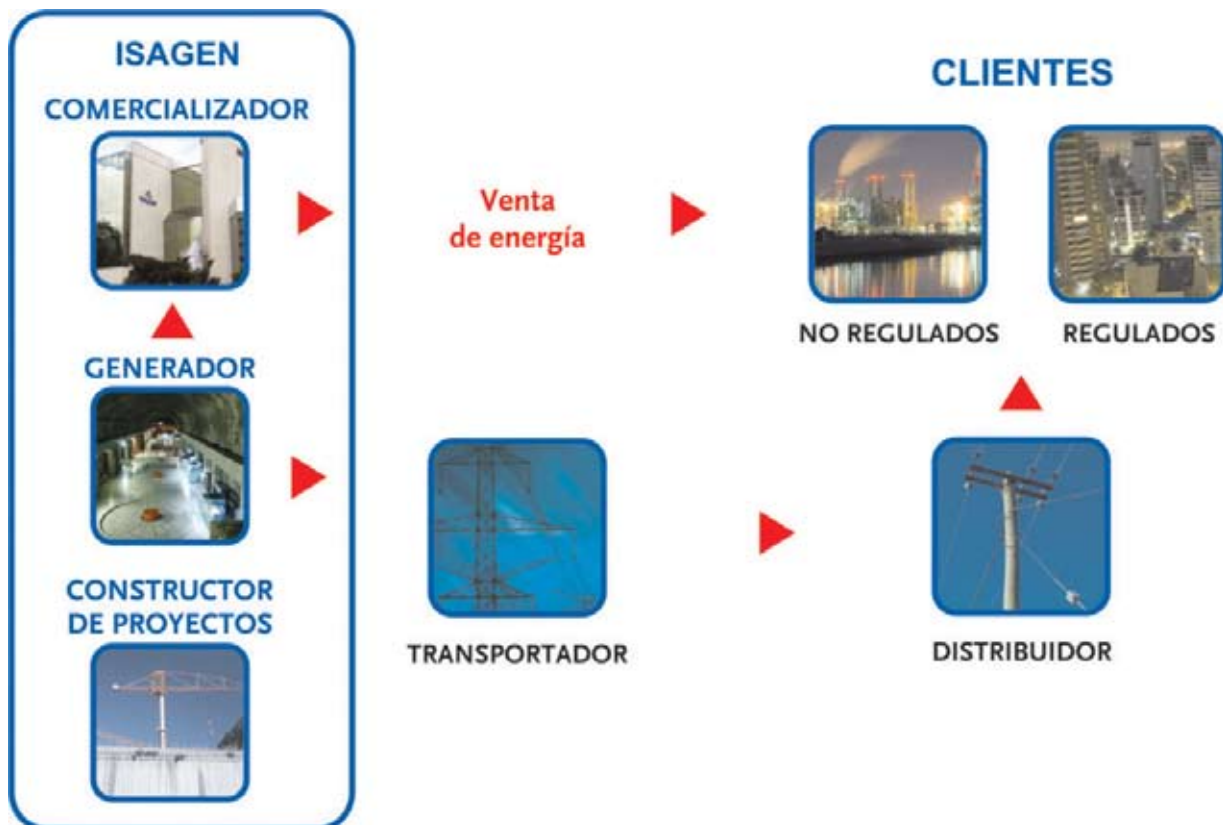 ISAGEN
COMERCIALIZADOR
GENERADOR
CONSTRUCTOR
DE PROYECTOS
Venta
de energía
TRANSPORTADOR
CLIENTES
NO REGULADOS
REGULADOS
DISTRIBUIDOR